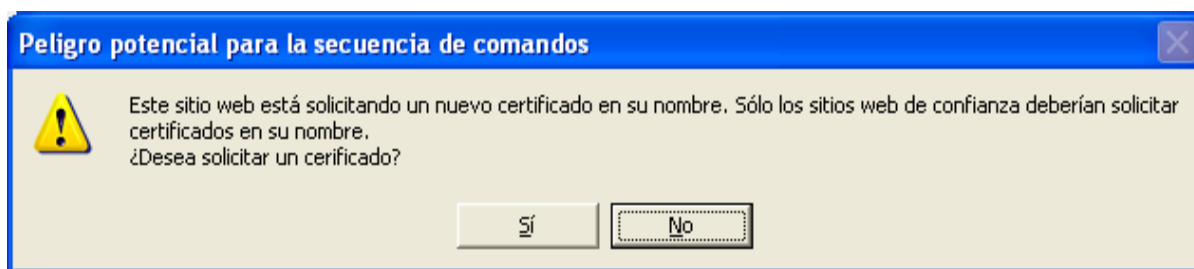 Peligro potencial para la secuencia de comandos
Este sitio web está solicitando un nuevo certificado en su nombre. Sólo los sitios web de confianza deberían solicitar
certificados en su nombre.
¿Desea solicitar un cerificado?
Sí
No